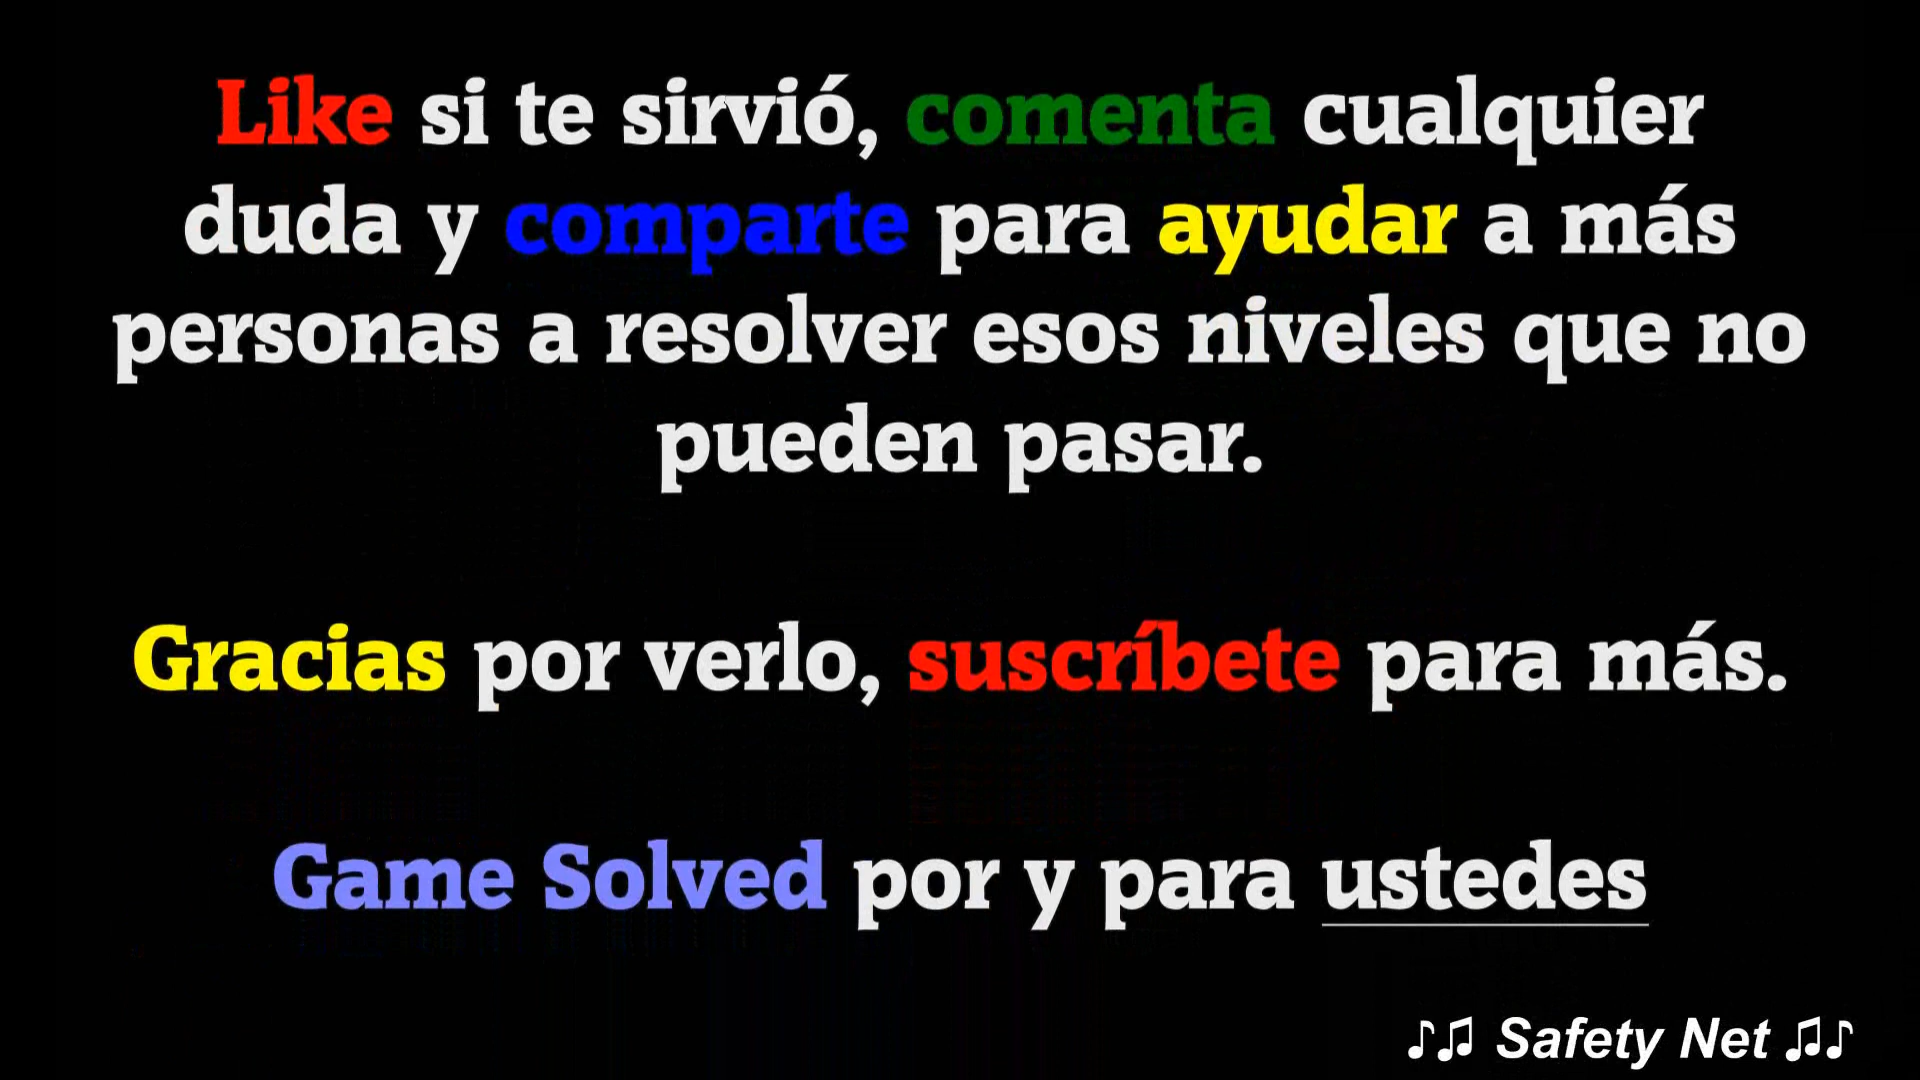 Like si te sirvió, comenta cualquier
duda y comparte para ayudar a más
personas a resolver esos niveles que no
pueden pasar.
Gracias por verlo, suscríbete para más.
Game Solved por y para ustedes
♪♫ Safety Net ♫♪